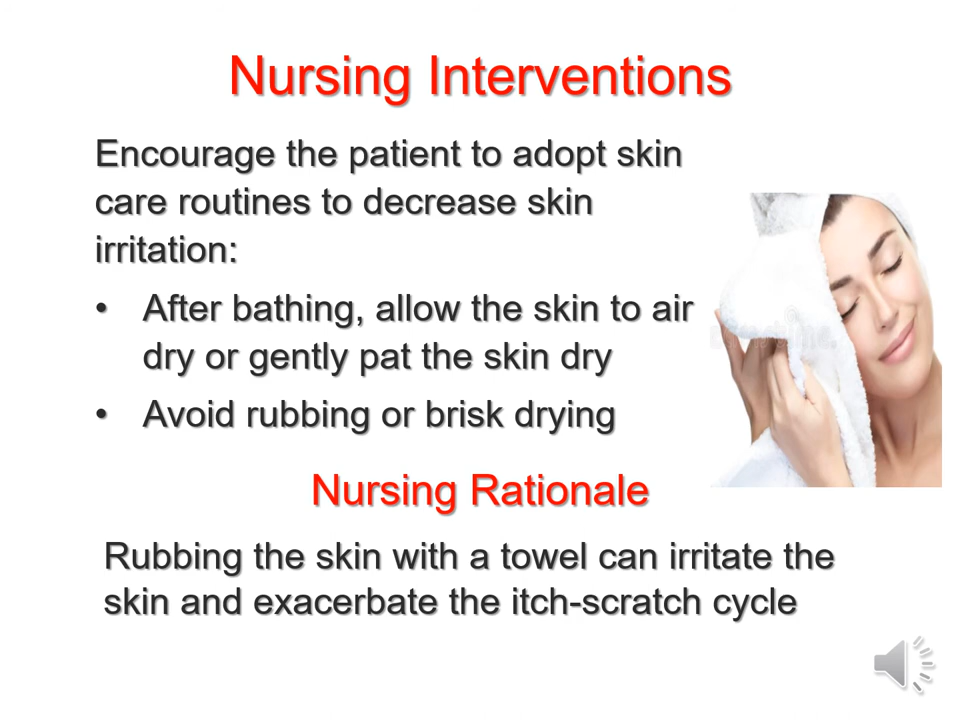 Nursing Interventions
Encourage the patient to adopt skin
care routines to decrease skin
irritation:
• After bathing, allow the skin to air
dry or gently pat the skin dry
• Avoid rubbing or brisk drying
Nursing Rationale
Rubbing the skin with a towel can irritate the
skin and exacerbate the itch-scratch cycle